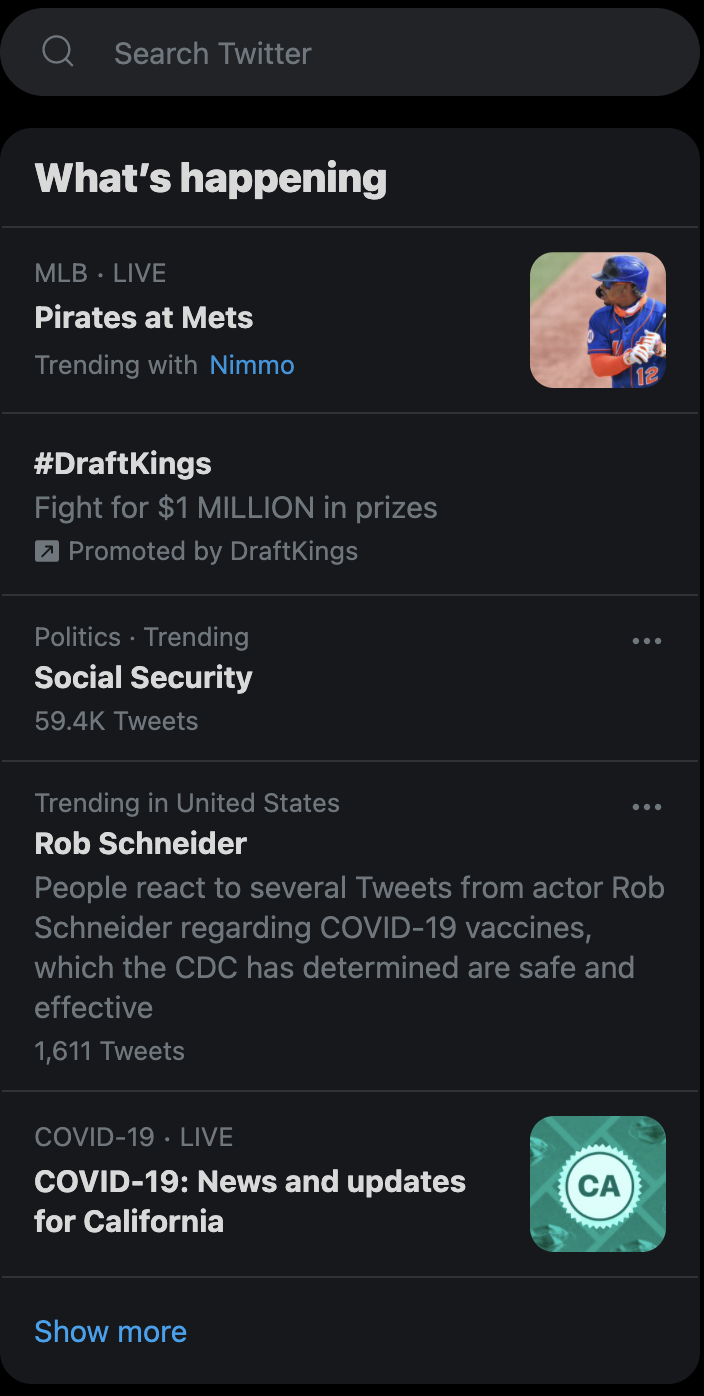 Search Twitter
What’s happening
MLB · LIVE
Pirates at Mets
Trending with Nimmo
12
#DraftKings
Fight for $1 MILLION in prizes
Promoted by DraftKings
Politics · Trending
Social Security
59.4K Tweets
Trending in United States
Rob Schneider
People react to several Tweets from actor Rob
Schneider regarding COVID-19 vaccines,
which the CDC has determined are safe and
effective
1,611 Tweets
COVID-19 · LIVE
COVID-19: News and updates
for California
CA
Show more